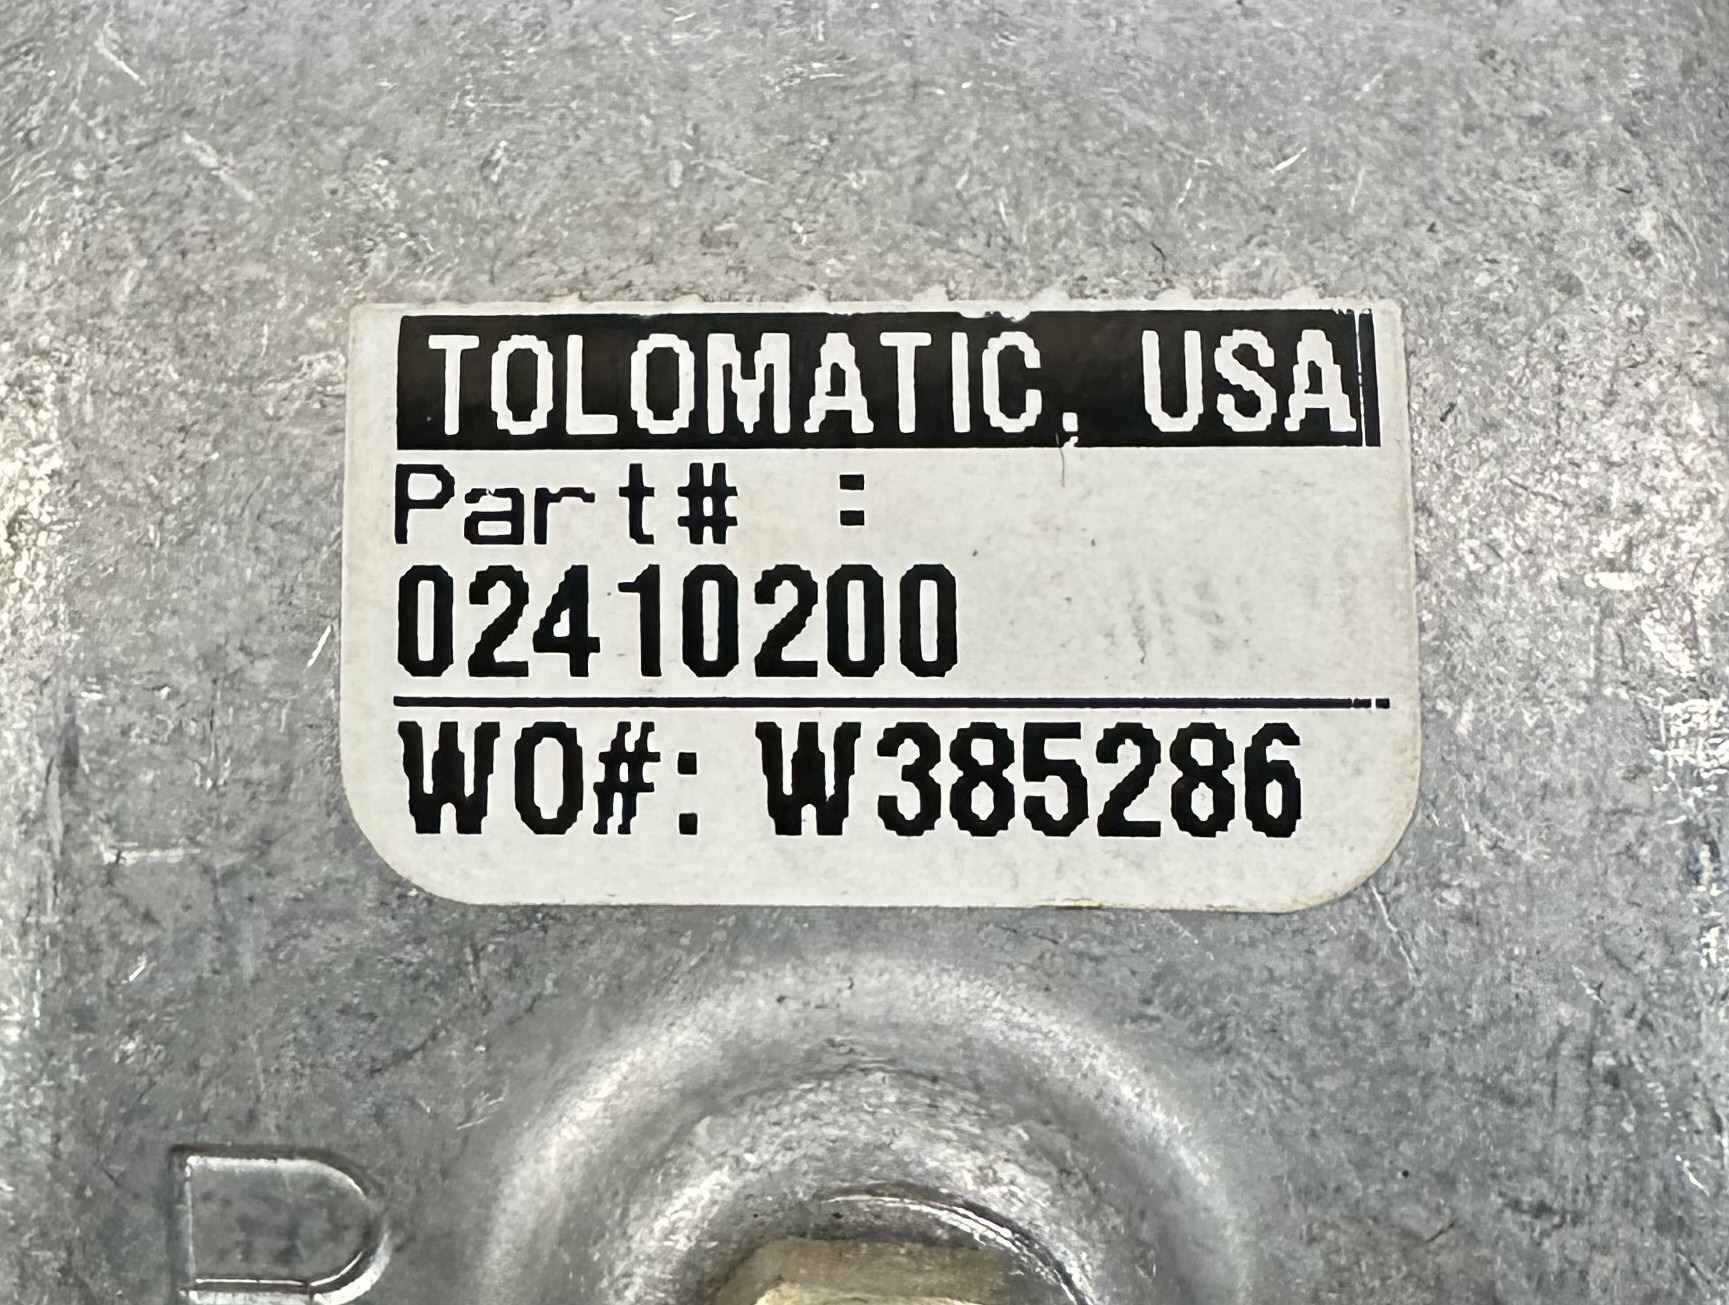 TOLOMATIC, USA
Part# :
02410200
WO#: W385286